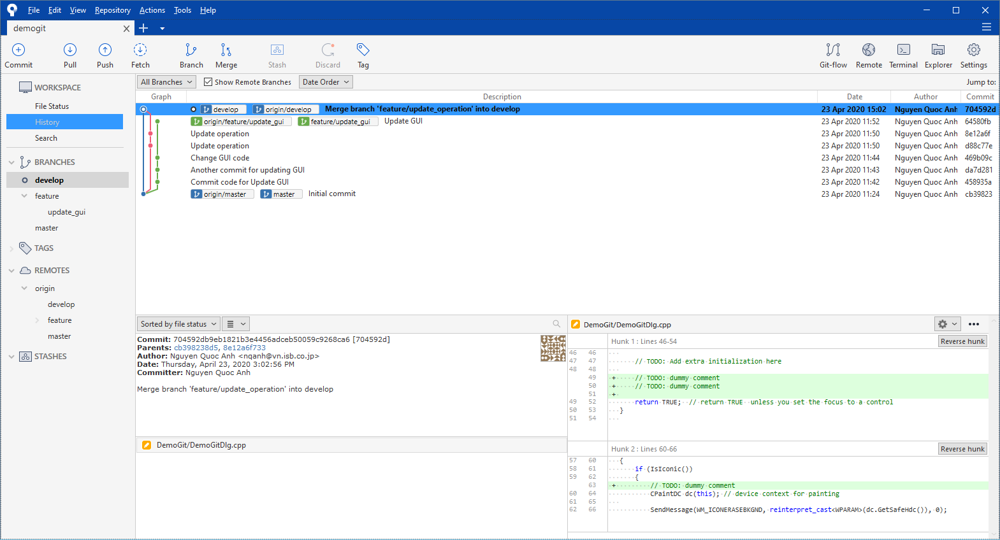 File Edit View Repository Actions Tools Help
demogit
Commit Pull Push Fetch Branch Merge Stash Discard Tag Git-flow Remote Terminal Explorer Settings
WORKSPACE
File Status
History
Search
BRANCHES
develop
feature
update_gui
master
TAGS
REMOTES
origin
develop
feature
master
STASHES
All Branches Show Remote Branches Date Order Jump to:
Graph Description Date Author Commit
develop origin/develop Merge branch 'feature/update_operation' into develop 23 Apr 2020 15:02 Nguyen Quoc Anh 704592d
origin/feature/update_gui feature/update_gui Update GUI 23 Apr 2020 11:52 Nguyen Quoc Anh 64580fb
Update operation 23 Apr 2020 11:50 Nguyen Quoc Anh 8e12a6f
Update operation 23 Apr 2020 11:50 Nguyen Quoc Anh d88c77e
Change GUI code 23 Apr 2020 11:44 Nguyen Quoc Anh 469b09c
Another commit for updating GUI 23 Apr 2020 11:43 Nguyen Quoc Anh da7d281
Commit code for Update GUI 23 Apr 2020 11:42 Nguyen Quoc Anh 458935a
origin/master master Initial commit 23 Apr 2020 11:24 Nguyen Quoc Anh cb39823
Sorted by file status
Commit: 704592db9eb1821b3e4456adceb50059c9268ca6 [704592d]
Parents: cb398238d5, 8e12a6f733
Author: Nguyen Quoc Anh <nqanh@vn.isb.co.jp>
Date: Thursday, April 23, 2020 3:02:56 PM
Committer: Nguyen Quoc Anh
Merge branch 'feature/update_operation' into develop
DemoGit/DemoGitDlg.cpp
DemoGit/DemoGitDlg.cpp
Hunk 1 : Lines 46-54 Reverse hunk
46 46
47 47 // TODO: Add extra initialization here
48 48
49 + // TODO: dummy comment
50 + // TODO: dummy comment
51 +
49 52 return TRUE; // return TRUE unless you set the focus to a control
50 53 }
51 54
Hunk 2 : Lines 60-66 Reverse hunk
57 60 {
58 61 if (IsIconic())
59 62 {
63 + // TODO: dummy comment
60 64 CPaintDC dc(this); // device context for painting
61 65
62 66 SendMessage(WM_ICONERASEBKGND, reinterpret_cast<WPARAM>(dc.GetSafeHdc()), 0);